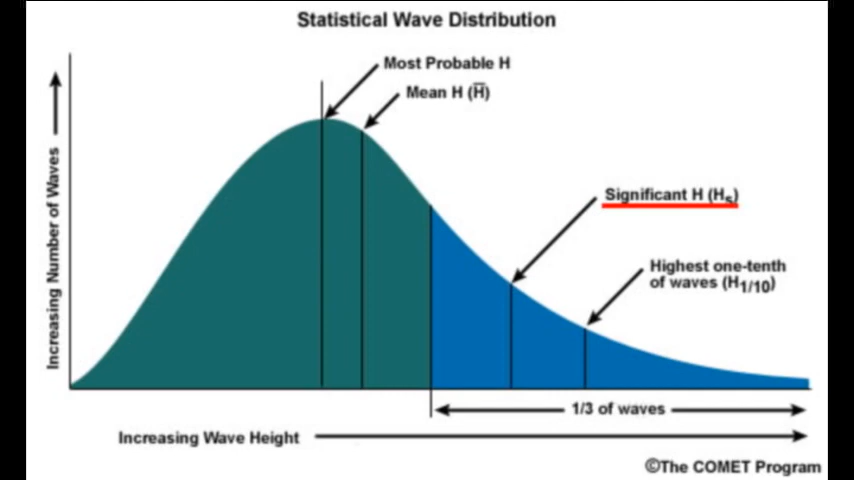 Statistical Wave Distribution
Most Probable H
Mean H (H̅)
Increasing Number of Waves
Significant H (Hₛ)
Highest one-tenth
of waves (H₁/₁₀)
1/3 of waves
Increasing Wave Height
©The COMET Program